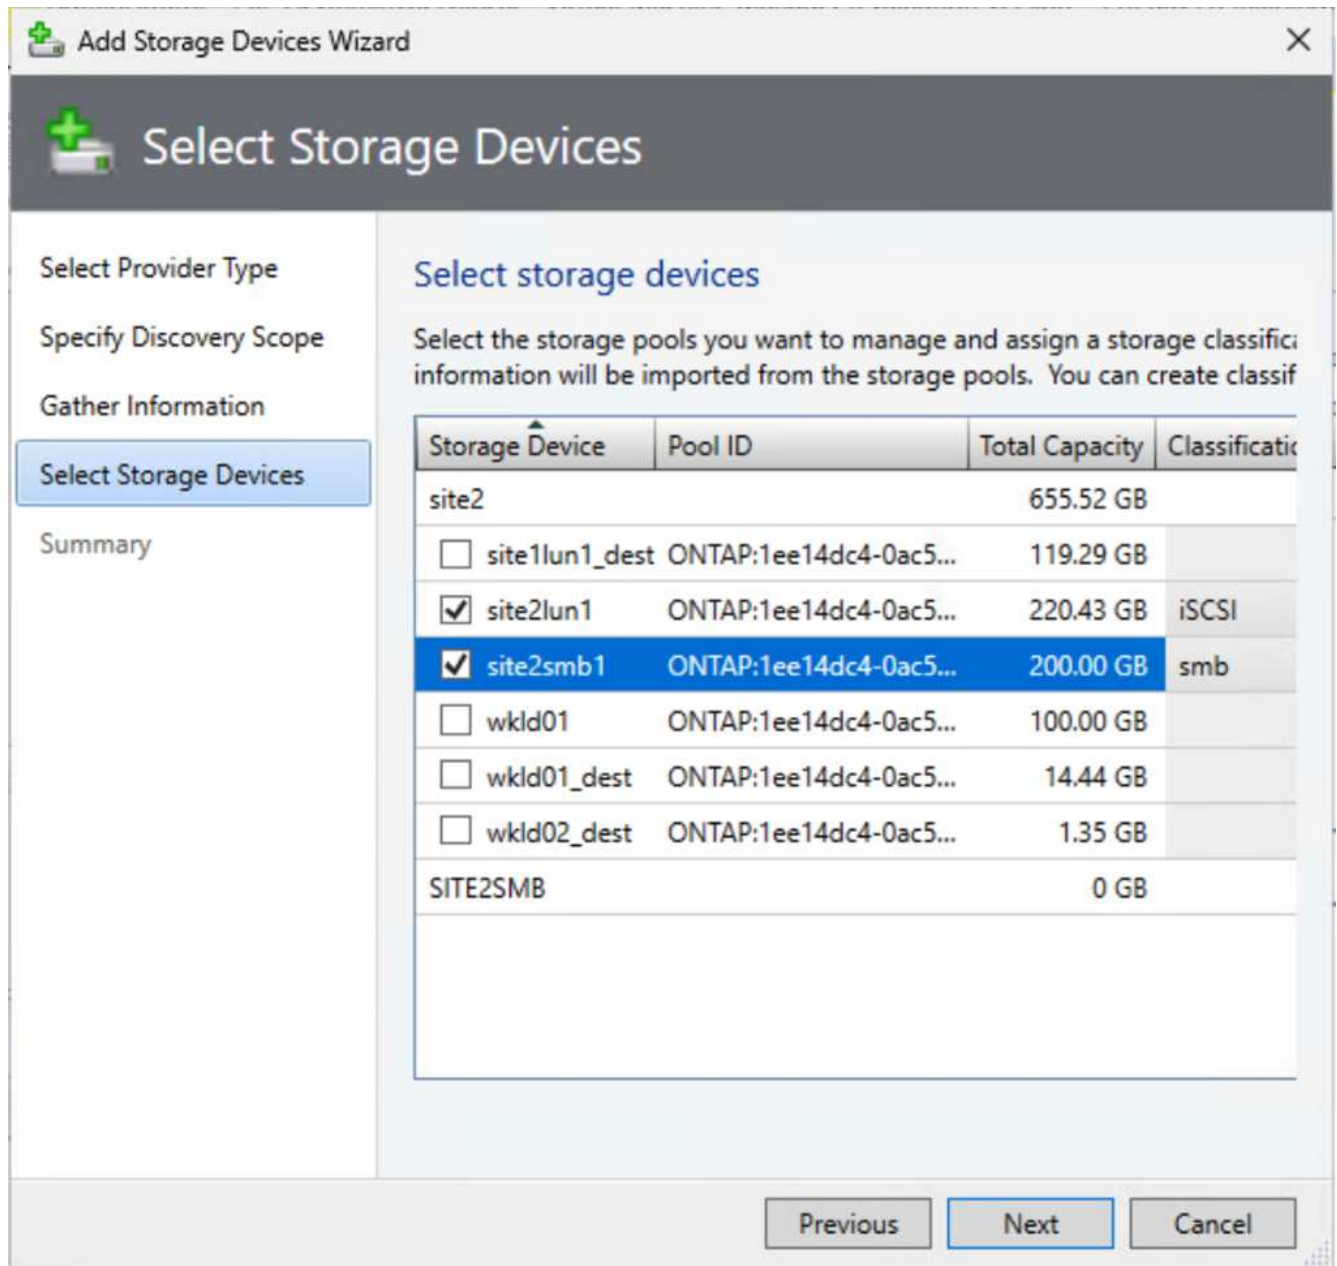 Add Storage Devices Wizard
Select Storage Devices
Select Provider Type
Specify Discovery Scope
Gather Information
Select Storage Devices
Summary
Select storage devices
Select the storage pools you want to manage and assign a storage classifica
information will be imported from the storage pools. You can create classif
Storage Device Pool ID Total Capacity Classificatio
site2 655.52 GB
site1lun1_dest ONTAP:1ee14dc4-0ac5... 119.29 GB
site2lun1 ONTAP:1ee14dc4-0ac5... 220.43 GB iSCSI
site2smb1 ONTAP:1ee14dc4-0ac5... 200.00 GB smb
wkld01 ONTAP:1ee14dc4-0ac5... 100.00 GB
wkld01_dest ONTAP:1ee14dc4-0ac5... 14.44 GB
wkld02_dest ONTAP:1ee14dc4-0ac5... 1.35 GB
SITE2SMB 0 GB
Previous Next Cancel